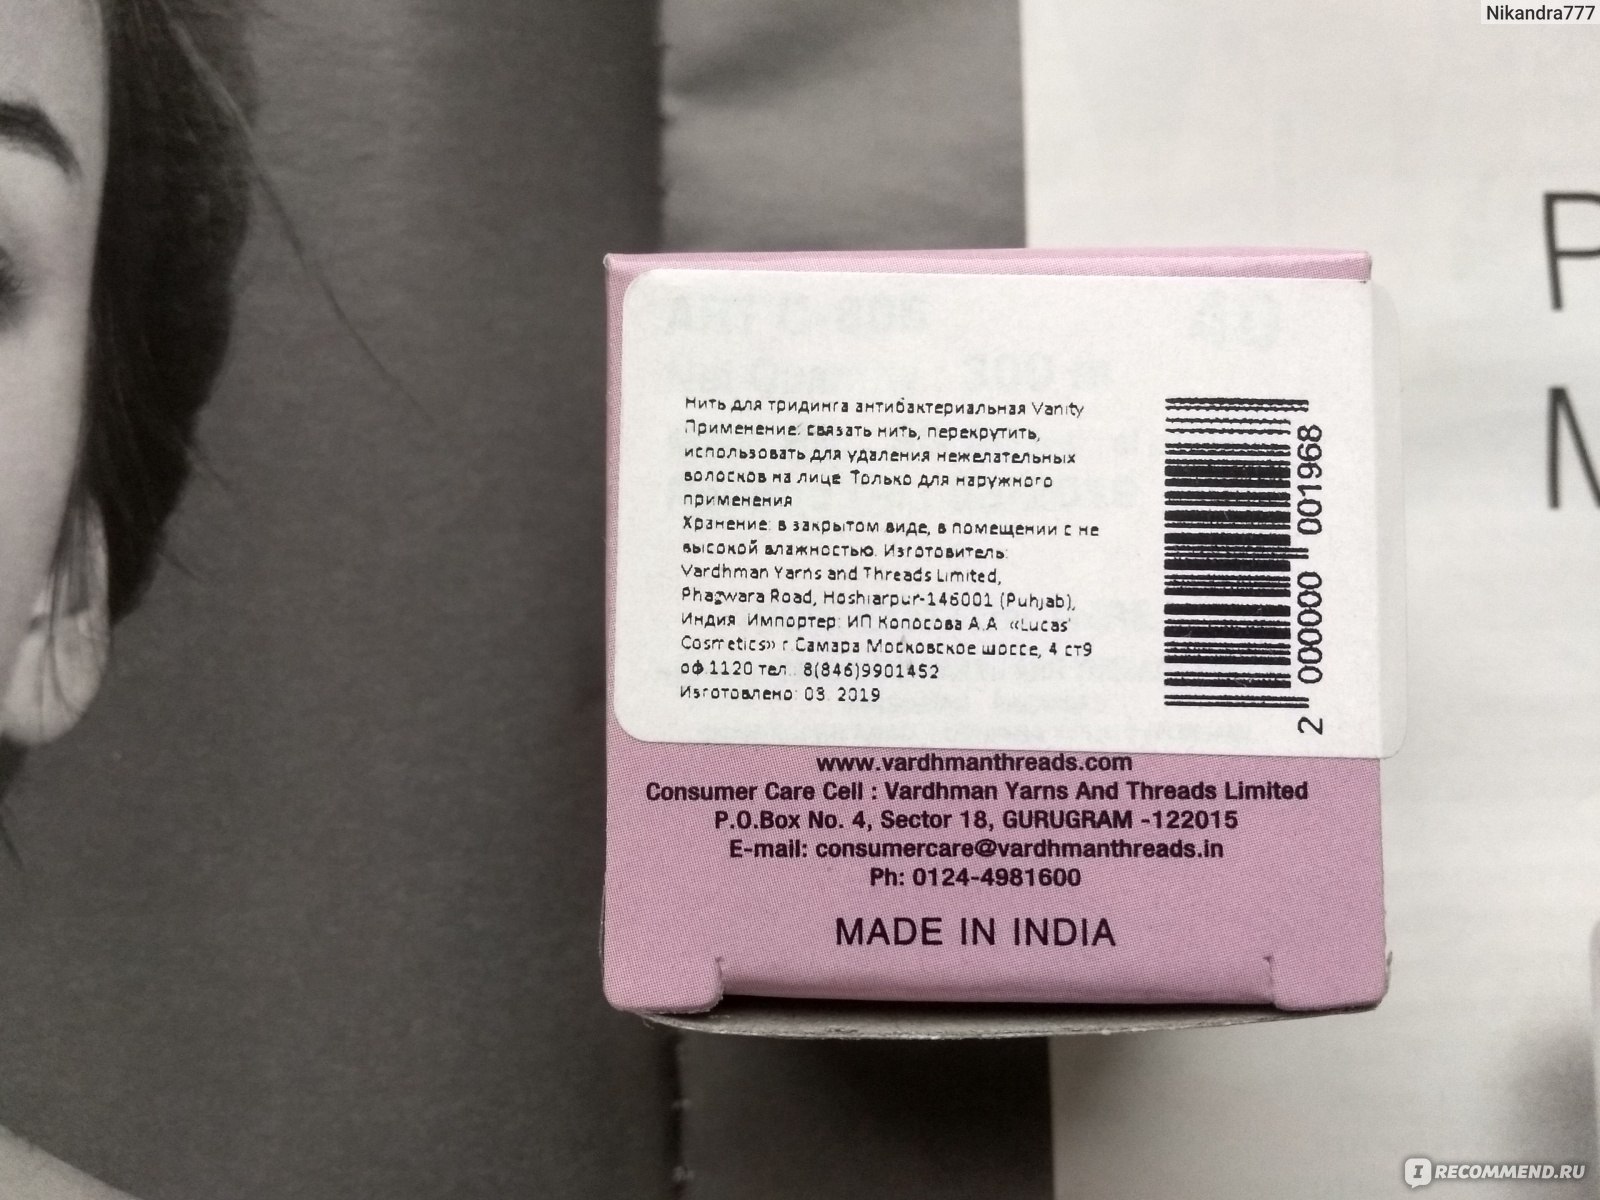 Nikandra777
P
M
Нить для тридинга антибактериальная Vanity
Применение: связать нить, перекрутить,
использовать для удаления нежелательных
волосков на лице Только для наружного
применения
Хранение: в закрытом виде, в помещении с не
высокой влажностью. Изготовитель:
Vardhman Yarns and Threads Limited,
Phagwara Road, Hoshiarpur-146001 (Puhjab),
Индия. Импортер: ИП Колосова А.А. «Lucas'
Cosmetics» г.Самара Московское шоссе, 4 ст9
оф.1120 тел.: 8(846)9901452
Изготовлено: 03. 2019
2 000000 001968
www.vardhmanthreads.com
Consumer Care Cell : Vardhman Yarns And Threads Limited
P.O.Box No. 4, Sector 18, GURUGRAM -122015
E-mail: consumercare@vardhmanthreads.in
Ph: 0124-4981600
MADE IN INDIA
IRECOMMEND.RU